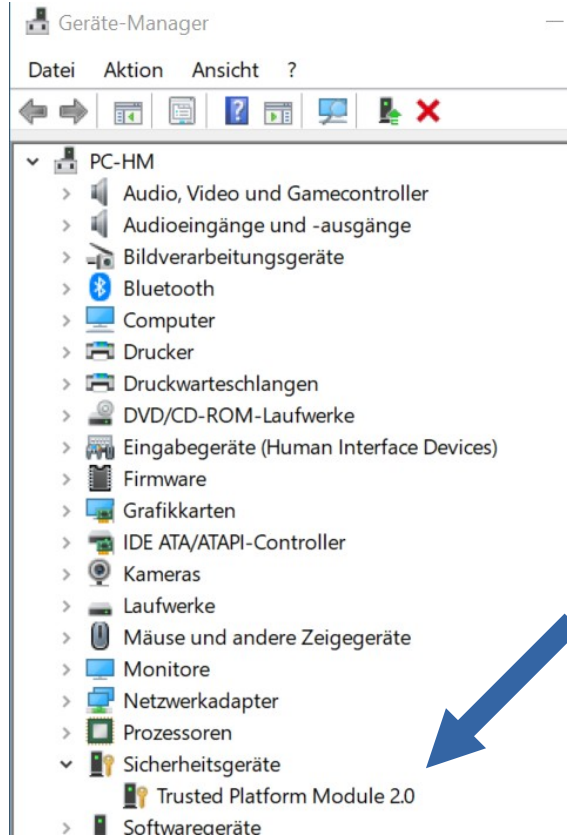 Geräte-Manager
Datei Aktion Ansicht ?
PC-HM
Audio, Video und Gamecontroller
Audioeingänge und -ausgänge
Bildverarbeitungsgeräte
Bluetooth
Computer
Drucker
Druckwarteschlangen
DVD/CD-ROM-Laufwerke
Eingabegeräte (Human Interface Devices)
Firmware
Grafikkarten
IDE ATA/ATAPI-Controller
Kameras
Laufwerke
Mäuse und andere Zeigegeräte
Monitore
Netzwerkadapter
Prozessoren
Sicherheitsgeräte
Trusted Platform Module 2.0
Softwaregeräte